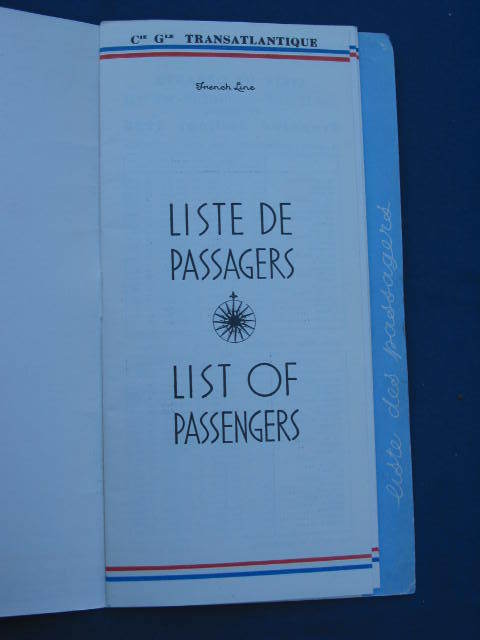 Cie Gle TRANSATLANTIQUE
French Line
LISTE DE
PASSAGERS
LIST OF
PASSENGERS
liste des passagers